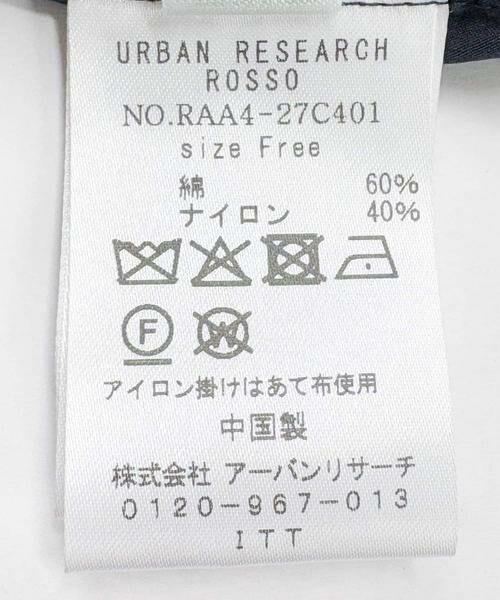 URBAN RESEARCH
ROSSO
NO.RAA4-27C401
size Free
綿 60%
ナイロン 40%
F W
アイロン掛けはあて布使用
中国製
株式会社 アーバンリサーチ
0120-967-013
ITT